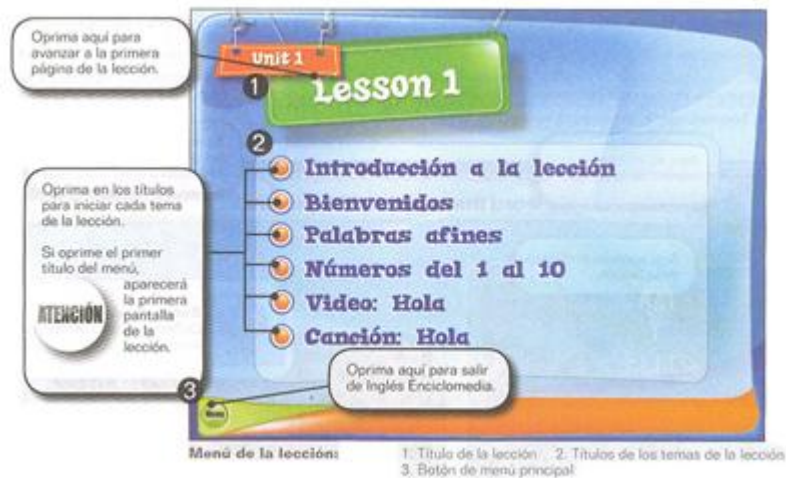 Oprima aquí para
avanzar a la primera
página de la lección.
Unit 1
1
Lesson 1
2
Introducción a la lección
Bienvenidos
Palabras afines
Números del 1 al 10
Video: Hola
Canción: Hola
Oprima en los títulos
para iniciar cada tema
de la lección.
Si oprime el primer
título del menú,
aparecerá
la primera
pantalla
de la
lección.
ATENCIÓN
Oprima aquí para salir
de Inglés Enciclomedia.
3
Menu
Menú de la lección:
1. Título de la lección 2. Títulos de los temas de la lección
3. Botón de menú principal